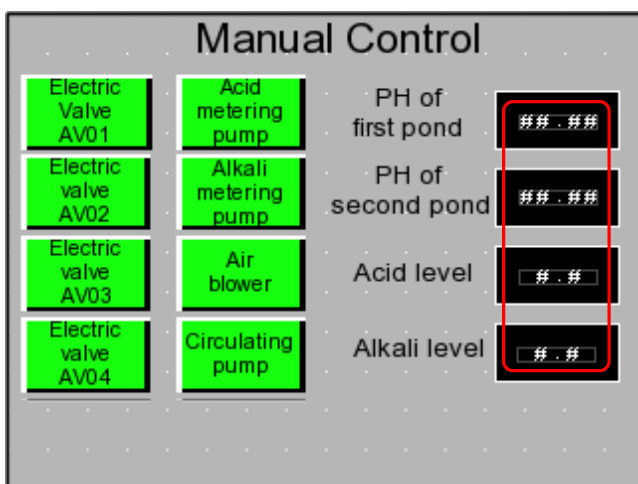 Manual Control
Electric
Valve
AV01
Acid
metering
pump
PH of
first pond
##.##
Electric
valve
AV02
Alkali
metering
pump
PH of
second pond
##.##
Electric
valve
AV03
Air
blower
Acid level
#.#
Electric
valve
AV04
Circulating
pump
Alkali level
#.#